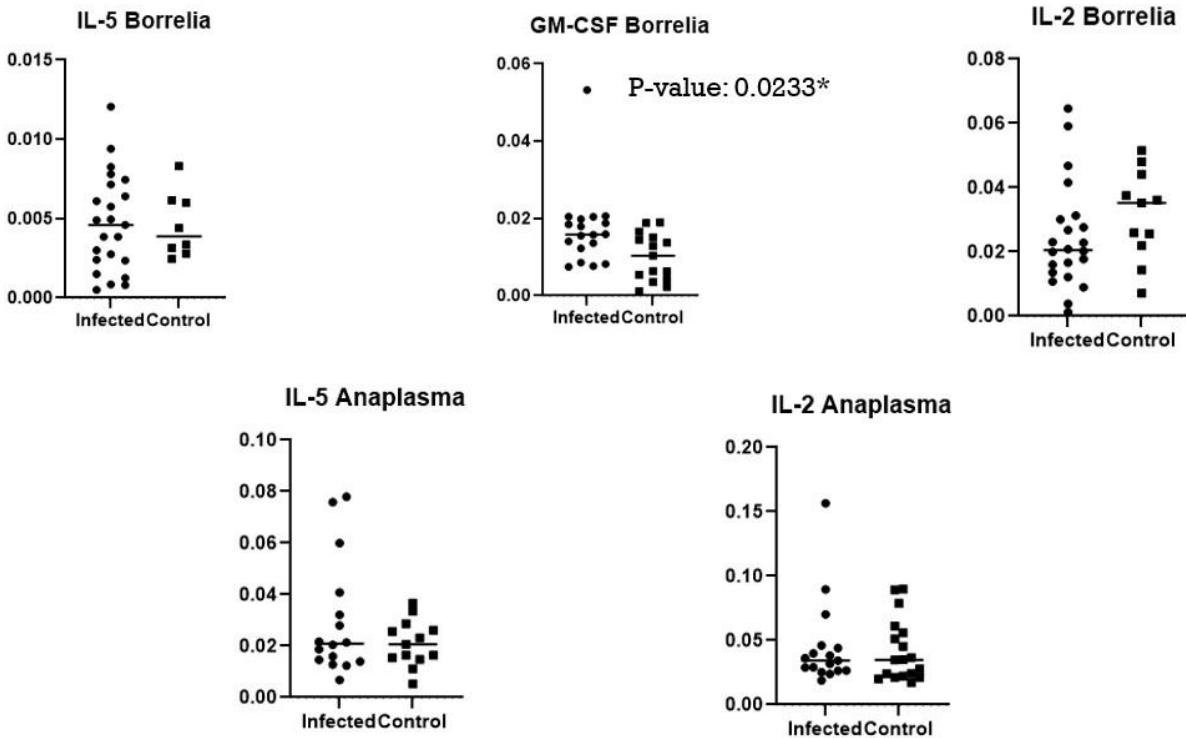 IL-5 Borrelia
0.015
0.010
0.005
0.000
Infected Control
GM-CSF Borrelia
P-value: 0.0233*
0.06
0.04
0.02
0.00
Infected Control
IL-2 Borrelia
0.08
0.06
0.04
0.02
0.00
Infected Control
IL-5 Anaplasma
0.10
0.08
0.06
0.04
0.02
0.00
Infected Control
IL-2 Anaplasma
0.20
0.15
0.10
0.05
0.00
Infected Control